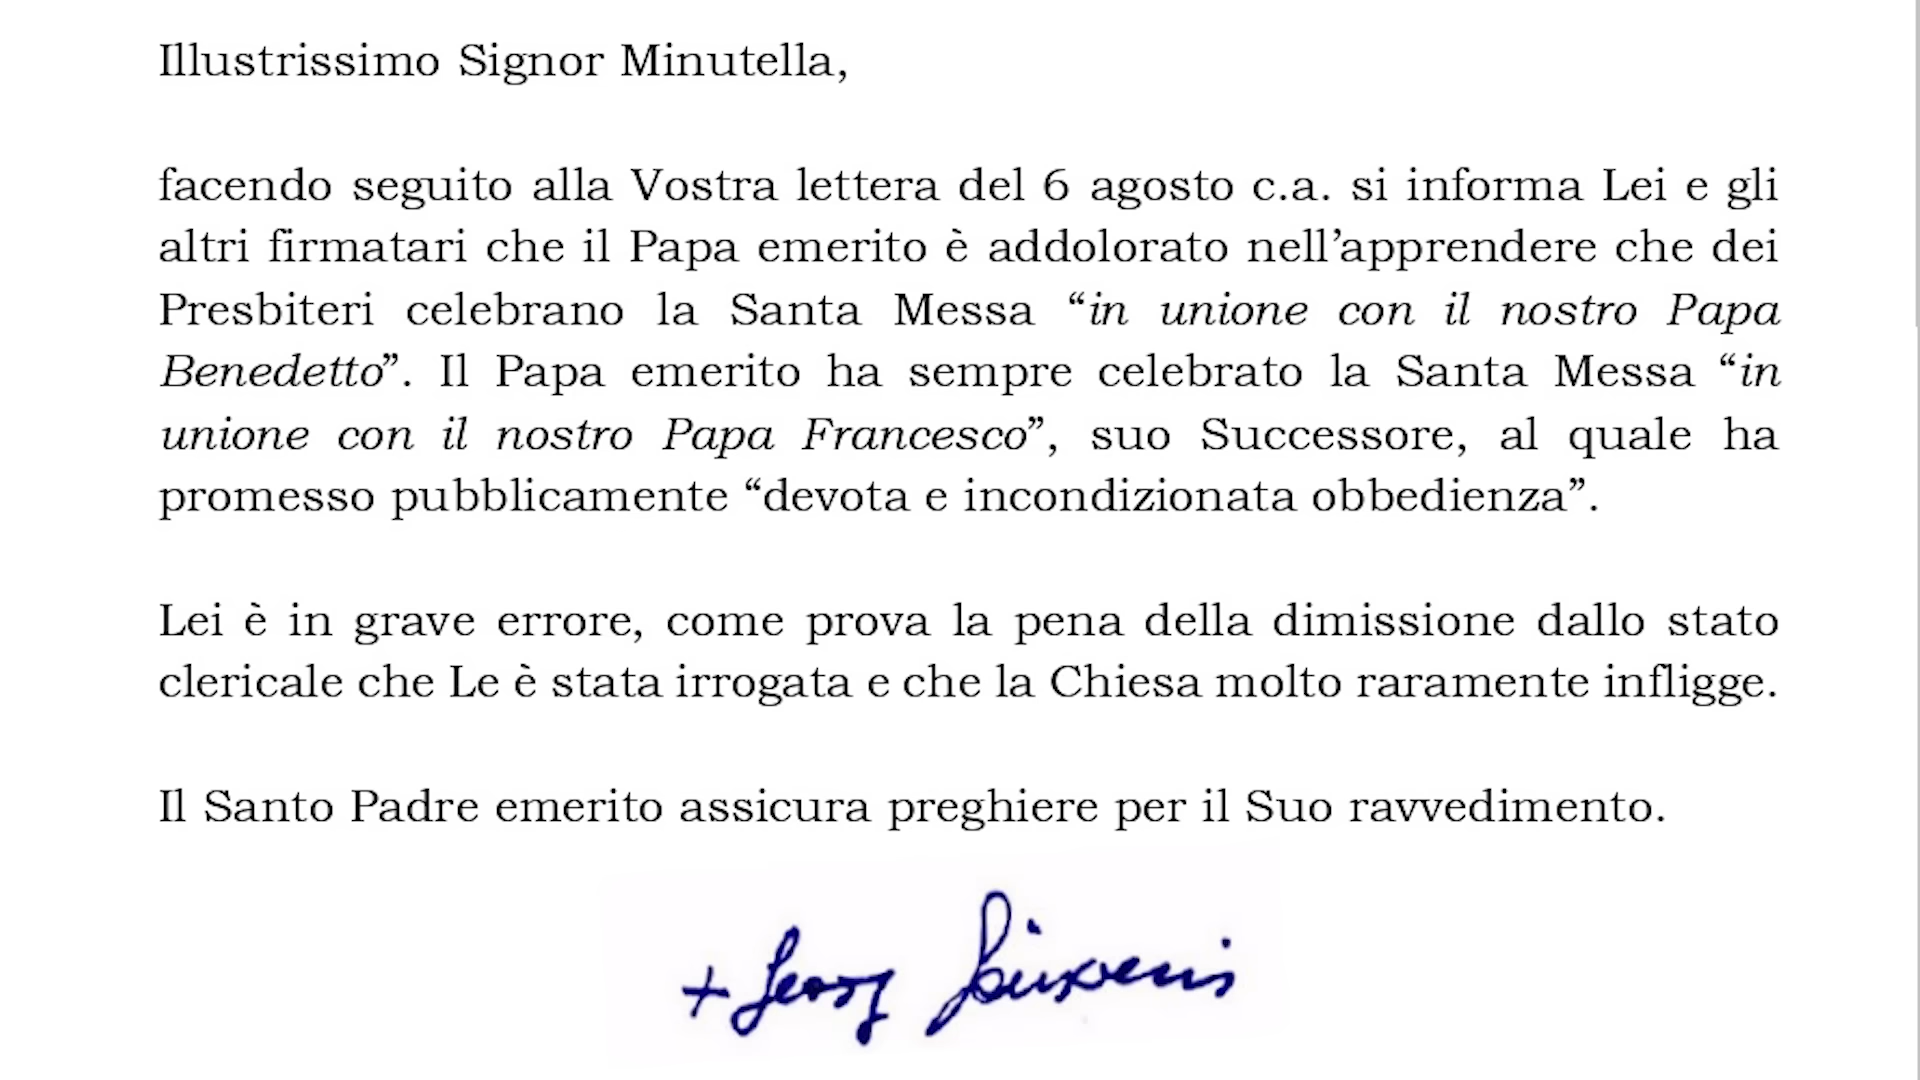 Illustrissimo Signor Minutella,
facendo seguito alla Vostra lettera del 6 agosto c.a. si informa Lei e gli
altri firmatari che il Papa emerito è addolorato nell’apprendere che dei
Presbiteri celebrano la Santa Messa “in unione con il nostro Papa
Benedetto”. Il Papa emerito ha sempre celebrato la Santa Messa “in
unione con il nostro Papa Francesco”, suo Successore, al quale ha
promesso pubblicamente “devota e incondizionata obbedienza”.
Lei è in grave errore, come prova la pena della dimissione dallo stato
clericale che Le è stata irrogata e che la Chiesa molto raramente infligge.
Il Santo Padre emerito assicura preghiere per il Suo ravvedimento.
+ Georg